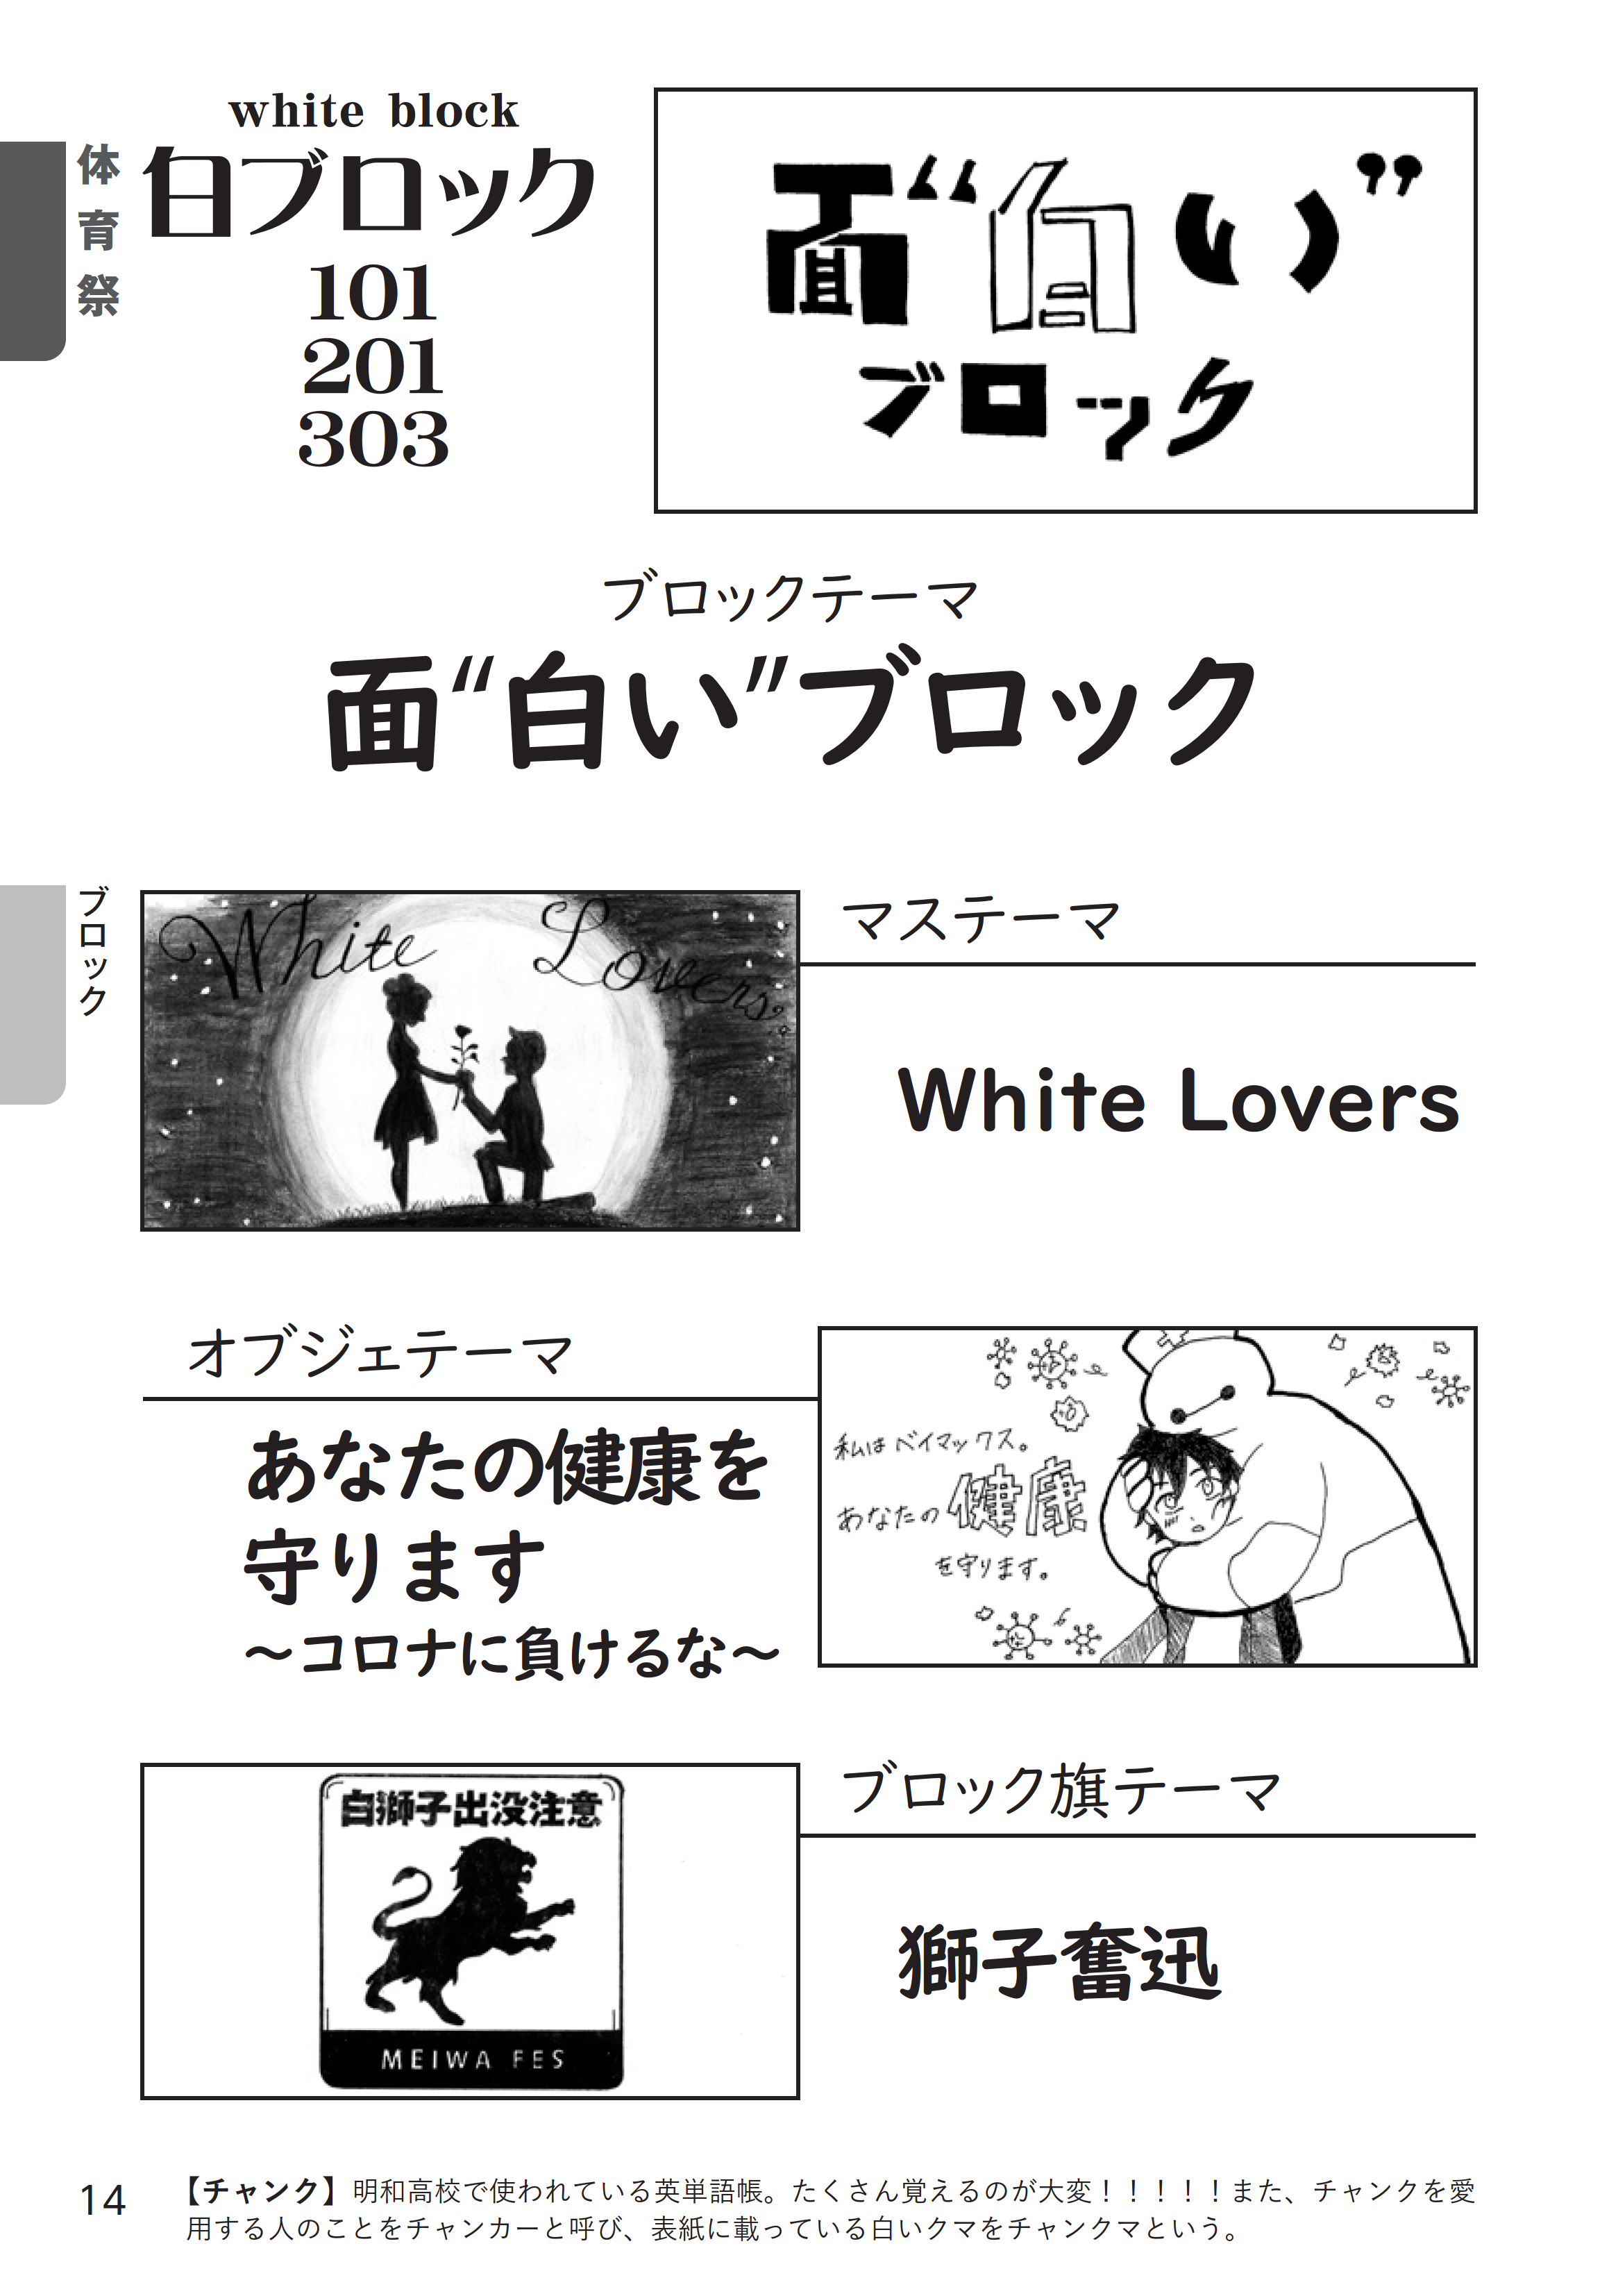 体育祭
white block
白ブロック
101
201
303
面“白い”
ブロック
ブロックテーマ
面“白い”ブロック
ブロック
White Lovers
マステーマ
White Lovers
オブジェテーマ
あなたの健康を
守ります
〜コロナに負けるな〜
私はベイマックス。
あなたの健康
を守ります。
白獅子出没注意
MEIWA FES
ブロック旗テーマ
獅子奮迅
14
【チャンク】明和高校で使われている英単語帳。たくさん覚えるのが大変！！！！！また、チャンクを愛
用する人のことをチャンカーと呼び、表紙に載っている白いクマをチャンクマという。